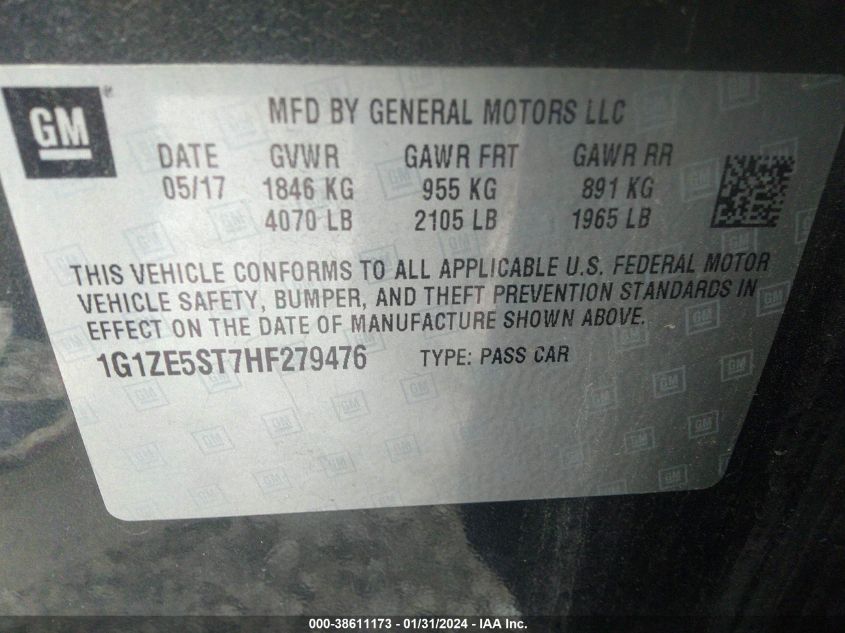 GM
MFD BY GENERAL MOTORS LLC
DATE GVWR GAWR FRT GAWR RR
05/17 1846 KG 955 KG 891 KG
4070 LB 2105 LB 1965 LB
THIS VEHICLE CONFORMS TO ALL APPLICABLE U.S. FEDERAL MOTOR
VEHICLE SAFETY, BUMPER, AND THEFT PREVENTION STANDARDS IN
EFFECT ON THE DATE OF MANUFACTURE SHOWN ABOVE.
1G1ZE5ST7HF279476 TYPE: PASS CAR
000-38611173 - 01/31/2024 - IAA Inc.